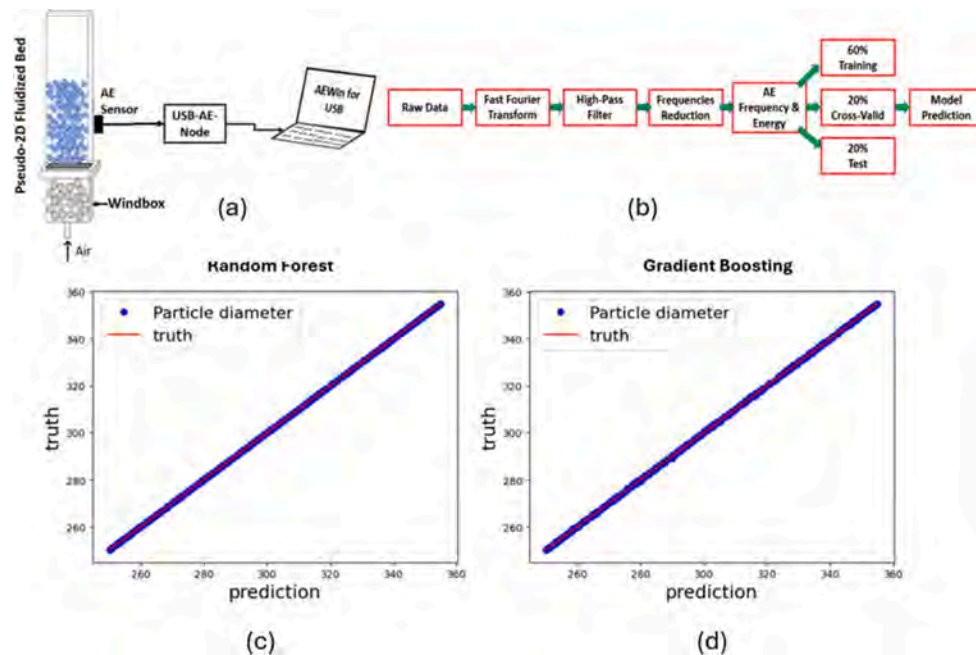 Pseudo-2D Fluidized Bed
AE
Sensor
USB-AE-
Node
AEWin for
USB
Windbox
Air
(a)
Raw Data
Fast Fourier
Transform
High-Pass
Filter
Frequencies
Reduction
AE
Frequency &
Energy
60%
Training
20%
Cross-Valid
20%
Test
Model
Prediction
(b)
Random Forest
Particle diameter
truth
360
340
320
300
280
260
truth
260
280
300
320
340
360
prediction
(c)
Gradient Boosting
Particle diameter
truth
360
340
320
300
280
260
truth
260
280
300
320
340
360
prediction
(d)